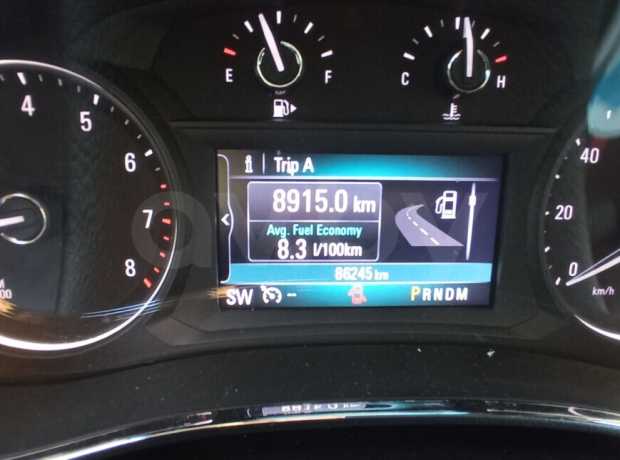 E F
C H
4
5
6
7
8
i Trip A
8915.0 km
Avg. Fuel Economy
8.3 l/100km
86245 km
SW PRNDM
40
20
0
km/h